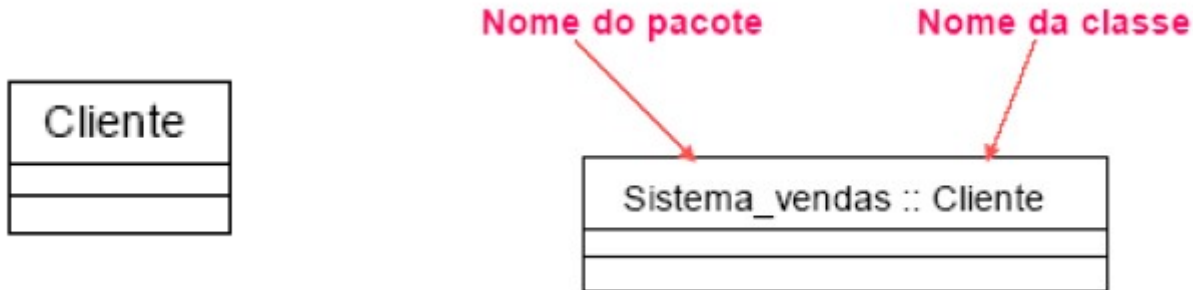 Nome do pacote
Nome da classe
Cliente
Sistema_vendas :: Cliente